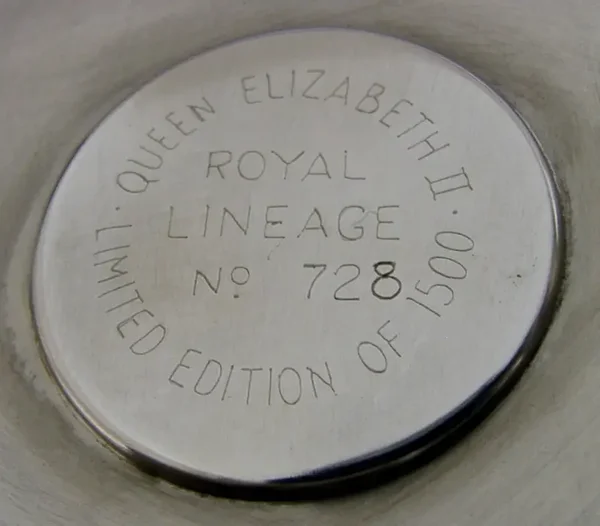 · QUEEN ELIZABETH II ·
ROYAL
LINEAGE
Nº 728
LIMITED EDITION OF 1500